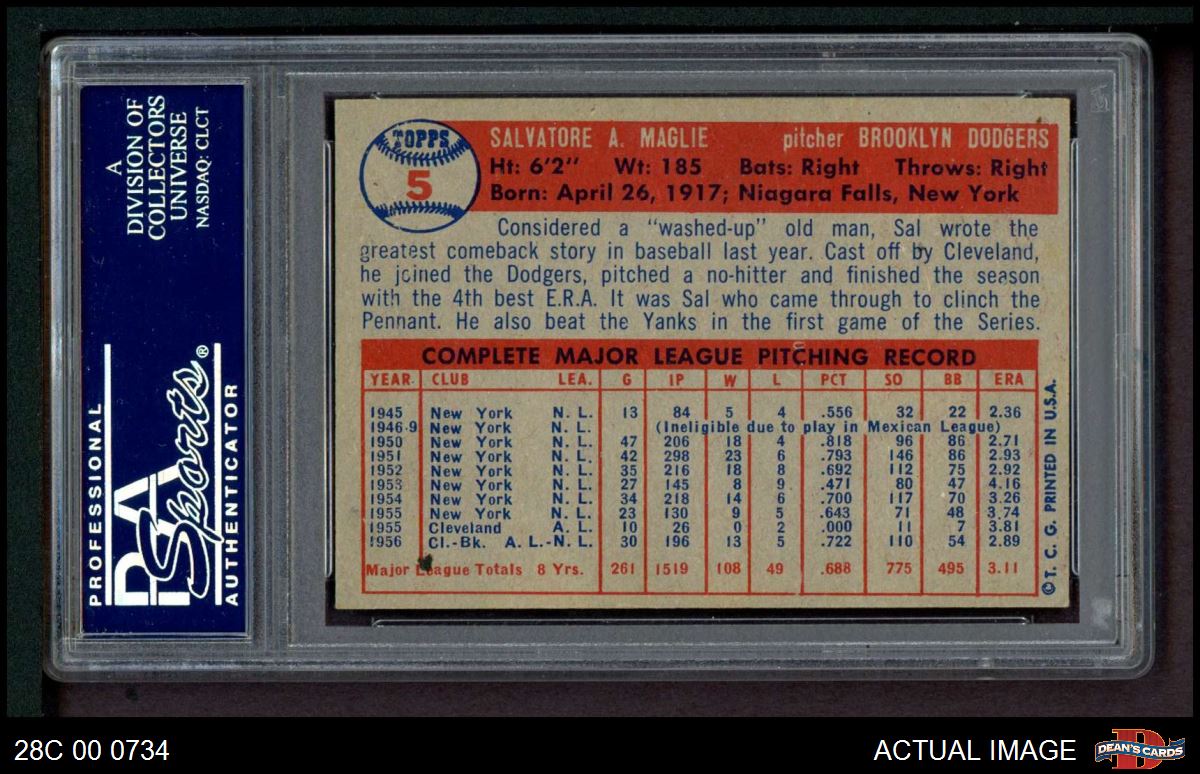 A
DIVISION OF
COLLECTORS
UNIVERSE
NASDAQ: CLCT
PROFESSIONAL
PSA
Sports®
AUTHENTICATOR
TOPPS
5
SALVATORE A. MAGLIE pitcher BROOKLYN DODGERS
Ht: 6'2" Wt: 185 Bats: Right Throws: Right
Born: April 26, 1917; Niagara Falls, New York
Considered a "washed-up" old man, Sal wrote the
greatest comeback story in baseball last year. Cast off by Cleveland,
he joined the Dodgers, pitched a no-hitter and finished the season
with the 4th best E.R.A. It was Sal who came through to clinch the
Pennant. He also beat the Yanks in the first game of the Series.
COMPLETE MAJOR LEAGUE PITCHING RECORD
YEAR CLUB LEA. G IP W L PCT SO BB ERA
1945 New York N. L. 13 84 5 4 .556 32 22 2.36
1946-9 New York N. L. (Ineligible due to play in Mexican League)
1950 New York N. L. 47 206 18 4 .818 96 86 2.71
1951 New York N. L. 42 298 23 6 .793 146 86 2.93
1952 New York N. L. 35 216 18 8 .692 112 75 2.92
1953 New York N. L. 27 145 8 9 .471 80 47 4.16
1954 New York N. L. 34 218 14 6 .700 117 70 3.26
1955 New York N. L. 23 130 9 5 .643 71 48 3.74
1955 Cleveland A. L. 10 26 0 2 .000 11 7 3.81
1956 Cl.-Bk. A. L.-N. L. 30 196 13 5 .722 110 54 2.89
Major League Totals 8 Yrs. 261 1519 108 49 .688 775 495 3.11
© T. C. G. PRINTED IN U.S.A.
28C 00 0734
ACTUAL IMAGE
DEAN'S CARDS